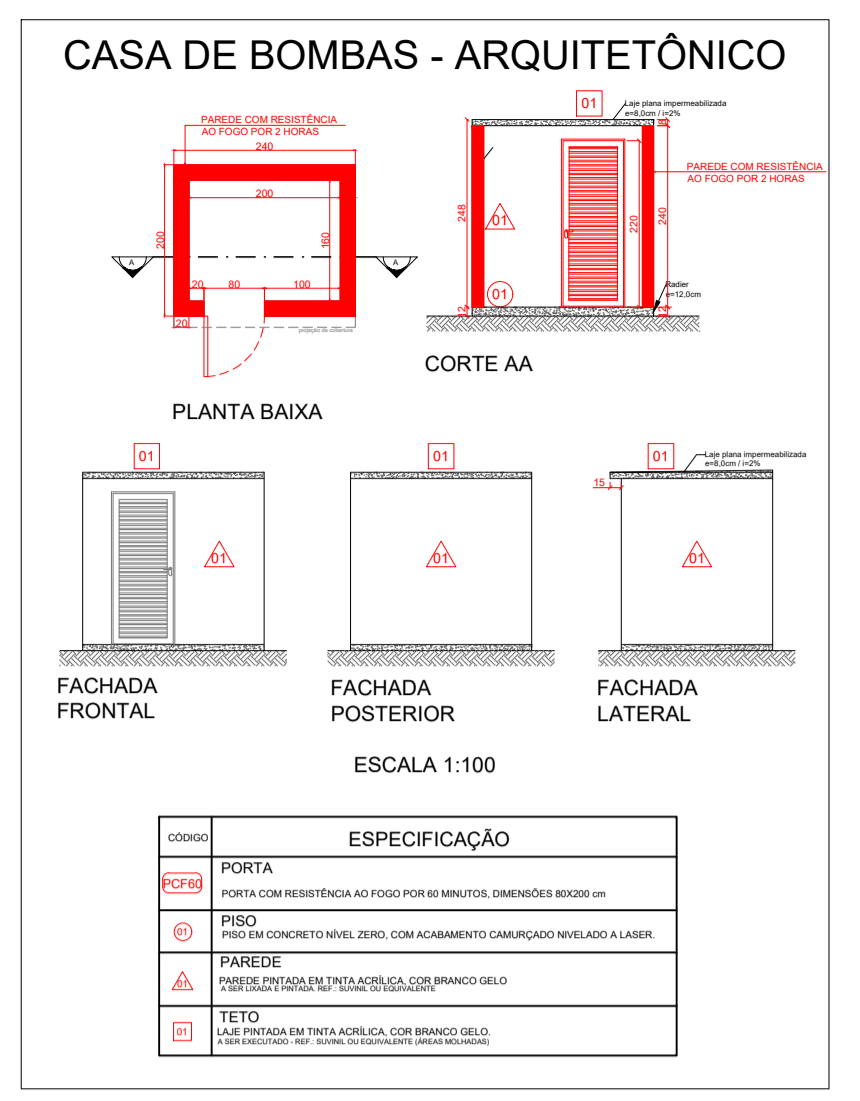 CASA DE BOMBAS - ARQUITETÔNICO
PAREDE COM RESISTÊNCIA
AO FOGO POR 2 HORAS
240
200
200
160
A
A
20
80
100
20
projeção de cobertura
PLANTA BAIXA
01
Laje plana impermeabilizada
e=8,0cm / i=2%
8
PAREDE COM RESISTÊNCIA
AO FOGO POR 2 HORAS
248
01
220
240
01
Radier
e=12,0cm
12
12
CORTE AA
01
01
FACHADA
FRONTAL
01
01
FACHADA
POSTERIOR
01
Laje plana impermeabilizada
e=8,0cm / i=2%
15
01
FACHADA
LATERAL
ESCALA 1:100
CÓDIGO
ESPECIFICAÇÃO
PCF60
PORTA
PORTA COM RESISTÊNCIA AO FOGO POR 60 MINUTOS, DIMENSÕES 80X200 cm
01
PISO
PISO EM CONCRETO NÍVEL ZERO, COM ACABAMENTO CAMURÇADO NIVELADO A LASER.
01
PAREDE
PAREDE PINTADA EM TINTA ACRÍLICA, COR BRANCO GELO
A SER LIXADA E PINTADA. REF.: SUVINIL OU EQUIVALENTE
01
TETO
LAJE PINTADA EM TINTA ACRÍLICA, COR BRANCO GELO.
A SER EXECUTADO - REF.: SUVINIL OU EQUIVALENTE (ÁREAS MOLHADAS)